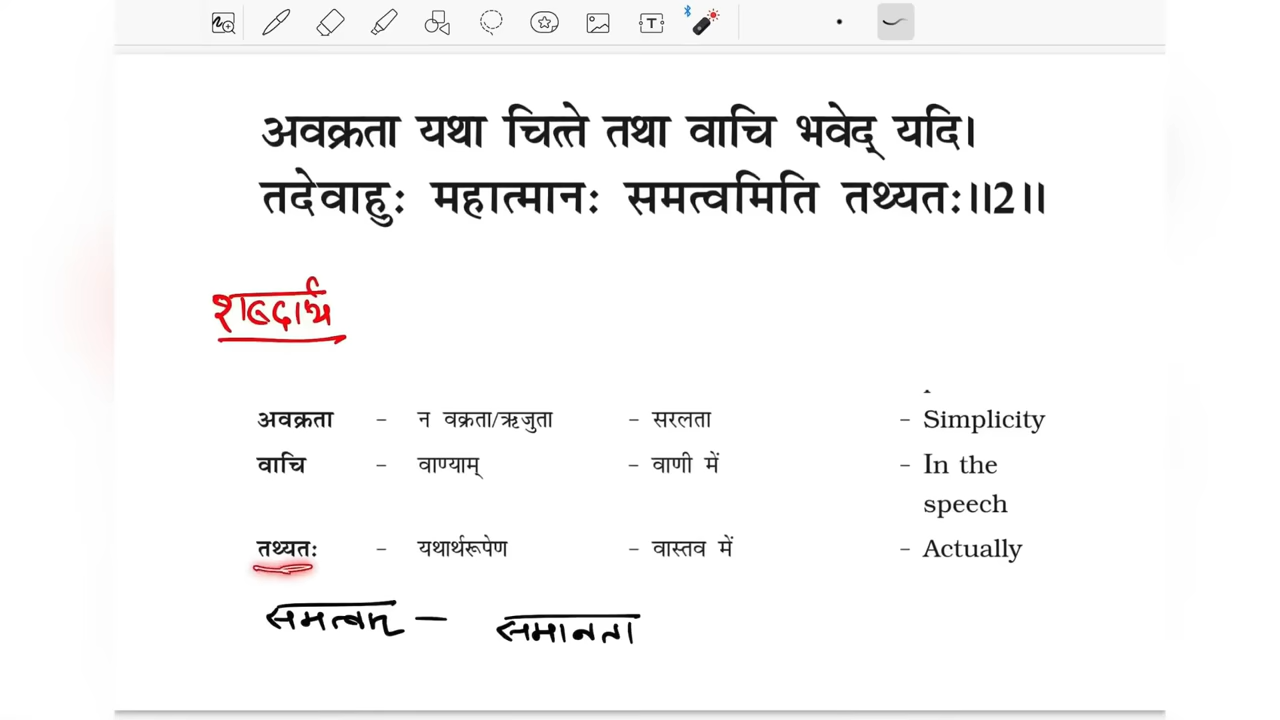 अवक्रता यथा चित्ते तथा वाचि भवेद् यदि।
तदेवाहुः महात्मानः समत्वमिति तथ्यतः॥2॥
शब्दार्थ
अवक्रता - न वक्रता/ऋजुता - सरलता - Simplicity
वाचि - वाण्याम् - वाणी में - In the
speech
तथ्यतः - यथार्थरूपेण - वास्तव में - Actually
समत्वम् - समानता